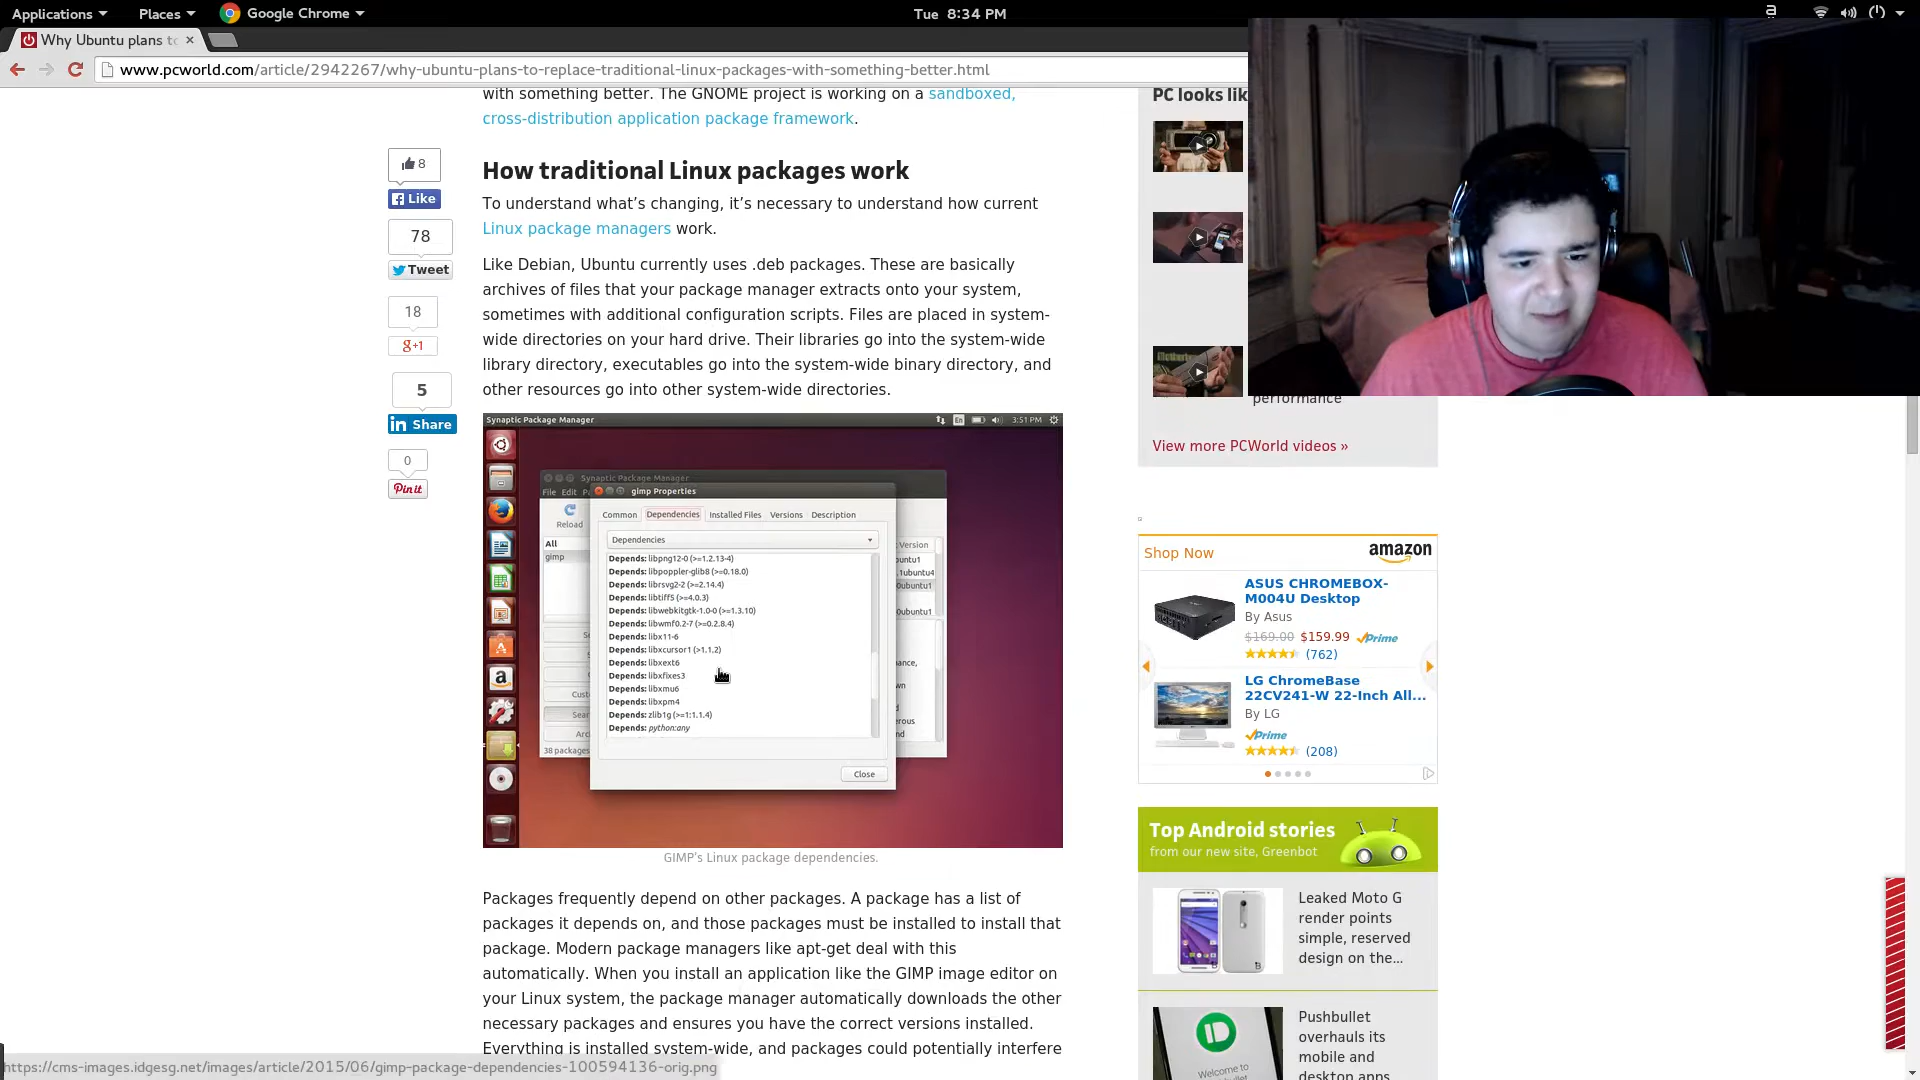 Applications
Places
Google Chrome
Tue 8:34 PM
Why Ubuntu plans to
www.pcworld.com/article/2942267/why-ubuntu-plans-to-replace-traditional-linux-packages-with-something-better.html
with something better. The GNOME project is working on a sandboxed,
cross-distribution application package framework.
How traditional Linux packages work
To understand what's changing, it's necessary to understand how current
Linux package managers work.
Like Debian, Ubuntu currently uses .deb packages. These are basically
archives of files that your package manager extracts onto your system,
sometimes with additional configuration scripts. Files are placed in system-
wide directories on your hard drive. Their libraries go into the system-wide
library directory, executables go into the system-wide binary directory, and
other resources go into other system-wide directories.
8
Like
78
Tweet
18
g+1
5
in Share
0
Pin it
Synaptic Package Manager
En
3:51 PM
Synaptic Package Manager
File Edit P
gimp Properties
Reload
Common
Dependencies
Installed Files
Versions
Description
All
gimp
Dependencies
Version
Depends: libpng12-0 (>=1.2.13-4)
Depends: libpoppler-glib8 (>=0.18.0)
Depends: librsvg2-2 (>=2.14.4)
Depends: libtiff5 (>=4.0.3)
Depends: libwebkitgtk-1.0-0 (>=1.3.10)
Depends: libwmf0.2-7 (>=0.2.8.4)
Depends: libx11-6
Depends: libxcursor1 (>1.1.2)
Depends: libxext6
Depends: libxfixes3
Depends: libxmu6
Depends: libxpm4
Depends: zlib1g (>=1:1.1.4)
Depends: python:any
38 packages
Close
GIMP's Linux package dependencies.
Packages frequently depend on other packages. A package has a list of
packages it depends on, and those packages must be installed to install that
package. Modern package managers like apt-get deal with this
automatically. When you install an application like the GIMP image editor on
your Linux system, the package manager automatically downloads the other
necessary packages and ensures you have the correct versions installed.
Everything is installed system-wide, and packages could potentially interfere
https://cms-images.idgesg.net/images/article/2015/06/gimp-package-dependencies-100594136-orig.png
PC looks lik
performance
View more PCWorld videos »
Shop Now
amazon
ASUS CHROMEBOX-
M004U Desktop
By Asus
$169.00 $159.99 Prime
(762)
LG ChromeBase
22CV241-W 22-Inch All...
By LG
Prime
(208)
Top Android stories
from our new site, Greenbot
Leaked Moto G
render points
simple, reserved
design on the...
Pushbullet
overhauls its
mobile and
desktop apps
Welcome to